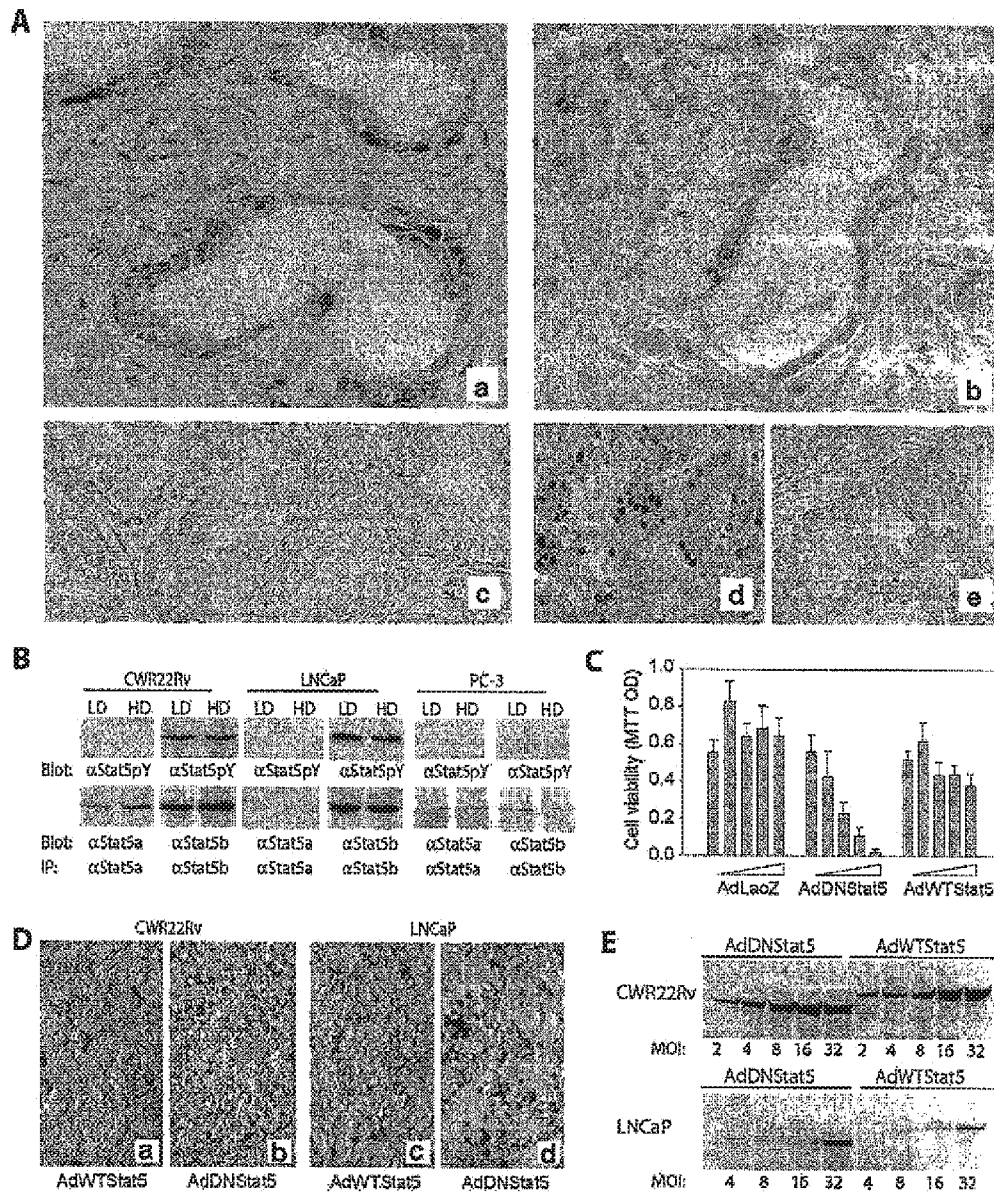 A
a
b
c
d
e
B
CWR22Rv LNCaP PC-3
LD HD LD HD LD HD LD HD LD HD LD HD
Blot: αStat5pY αStat5pY αStat5pY αStat5pY αStat5pY αStat5pY
Blot: αStat5a αStat5b αStat5a αStat5b αStat5a αStat5b
IP: αStat5a αStat5b αStat5a αStat5b αStat5a αStat5b
C
Cell viability (MTT OD)
1.0
0.8
0.6
0.4
0.2
0.0
AdLaoZ AdDNStat5 AdWTStat5
D
CWR22Rv LNCaP
a b c d
AdWTStat5 AdDNStat5 AdWTStat5 AdDNStat5
E
AdDNStat5 AdWTStat5
CWR22Rv
MOI: 2 4 8 16 32 2 4 8 16 32
AdDNStat5 AdWTStat5
LNCaP
MOI: 4 8 16 32 4 8 16 32